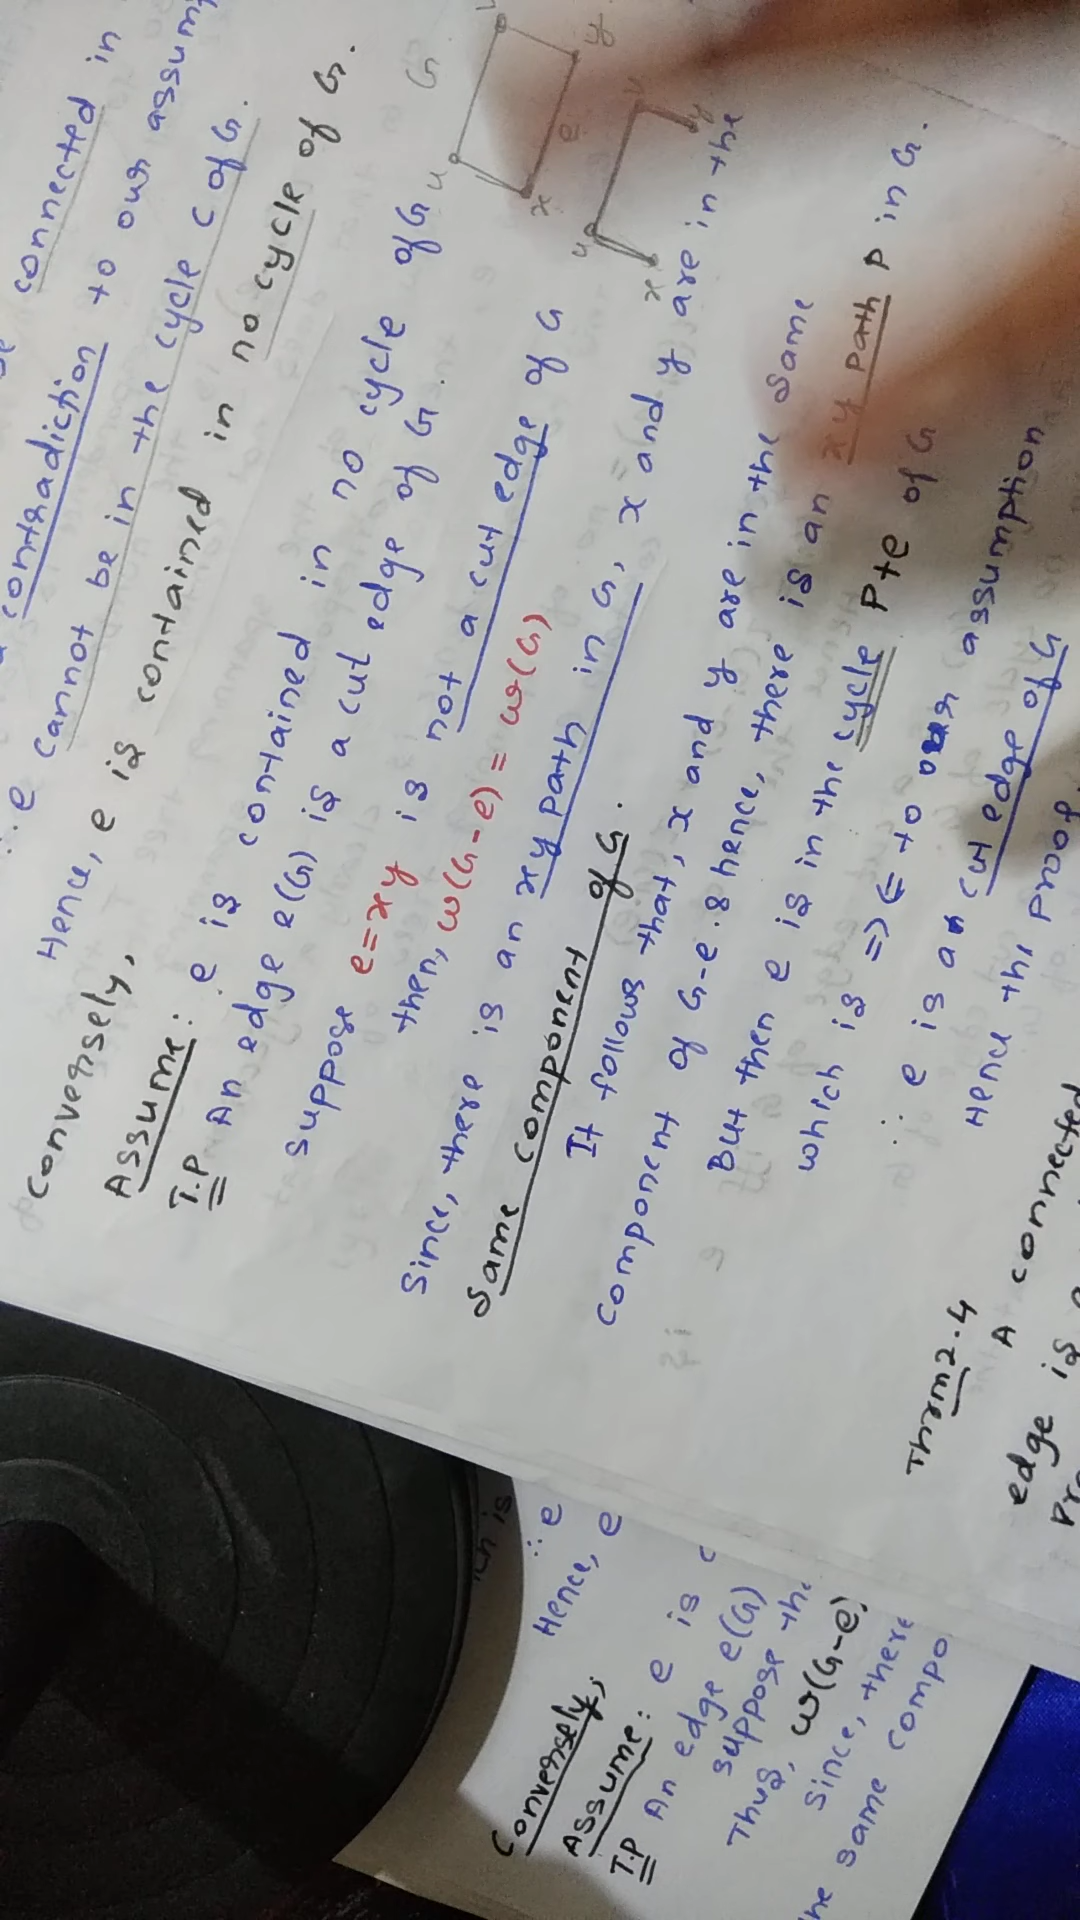 connected in
contradiction to our assum
∴ e cannot be in the cycle C of G.
Hence, e is contained in no cycle of G.
conversely,
Assume: e is contained in no cycle of G
T.P An edge e(G) is a cut edge of G.
suppose e=xy is not a cut edge of G
then, w(G-e) = w(G)
Since, there is an xy path in G, x and y are in the
same component of G.
It follows that, x and y are in the same
component of G-e. & hence, there is an xy path P in G.
But then e is in the cycle P+e of G
which is ⇒⇐ to our assumption
∴ e is a cut edge of G
Hence thi proof.
Thrm 2.4
A connected
edge is
u
G
y
x
e
u
y
x
ich is
∴ e
Hence, e
Conversely,
Assume: e is c
T.P An edge e(G)
suppose the
Thus, w(G-e)
since, there
he same compo